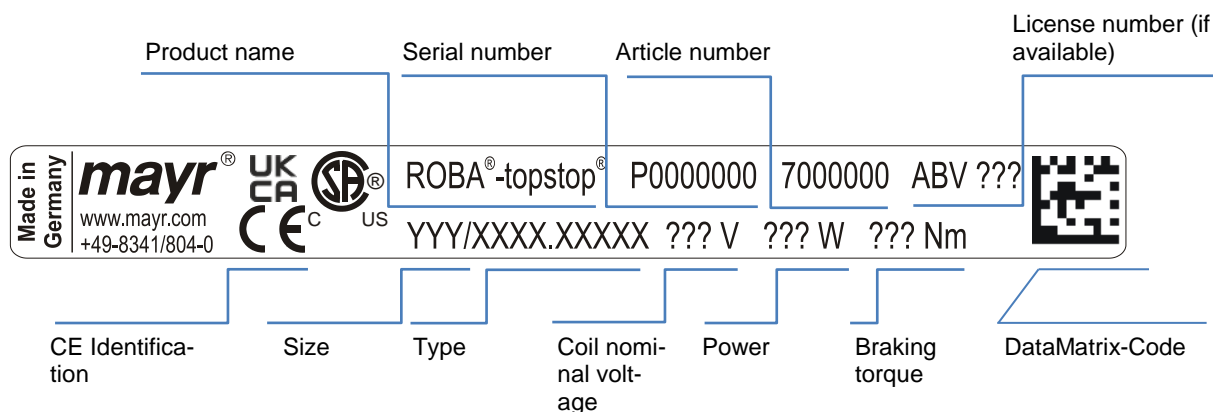 License number (if
available)
Product name
Serial number
Article number
Made in
Germany
mayr®
www.mayr.com
+49-8341/804-0
UK
CA
CE
C SA® US
ROBA®-topstop® P0000000 7000000 ABV ???
YYY/XXXX.XXXXX ??? V ??? W ??? Nm
CE Identifica-
tion
Size
Type
Coil nomi-
nal volt-
age
Power
Braking
torque
DataMatrix-Code